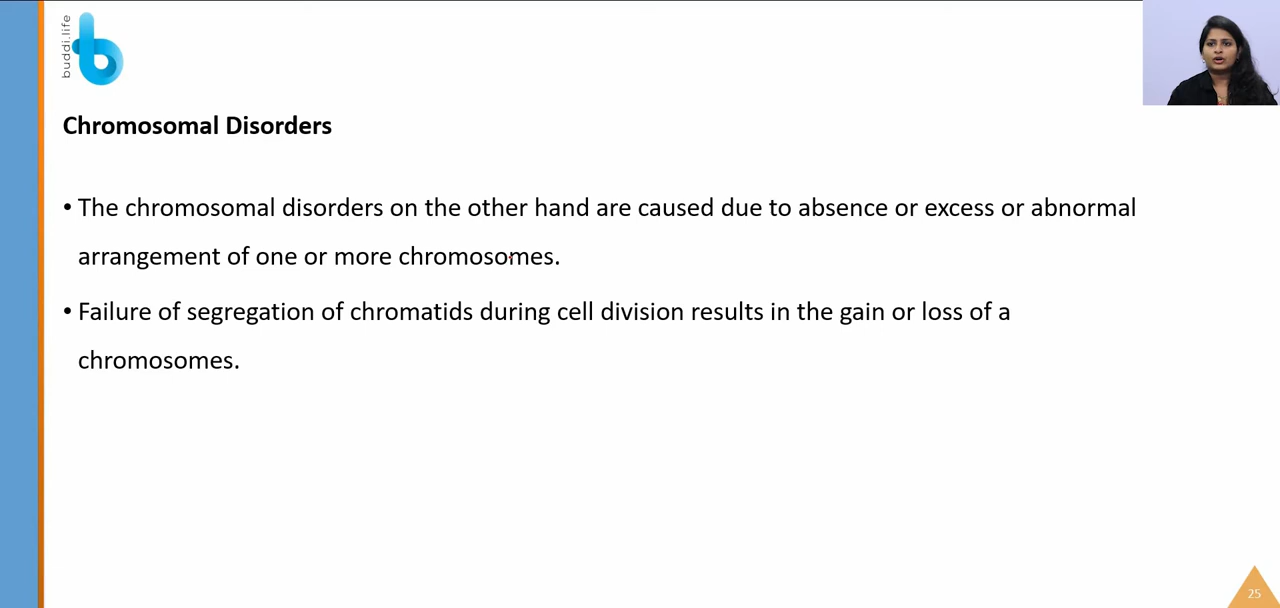 buddi.life
Chromosomal Disorders
• The chromosomal disorders on the other hand are caused due to absence or excess or abnormal
arrangement of one or more chromosomes.
• Failure of segregation of chromatids during cell division results in the gain or loss of a
chromosomes.
25